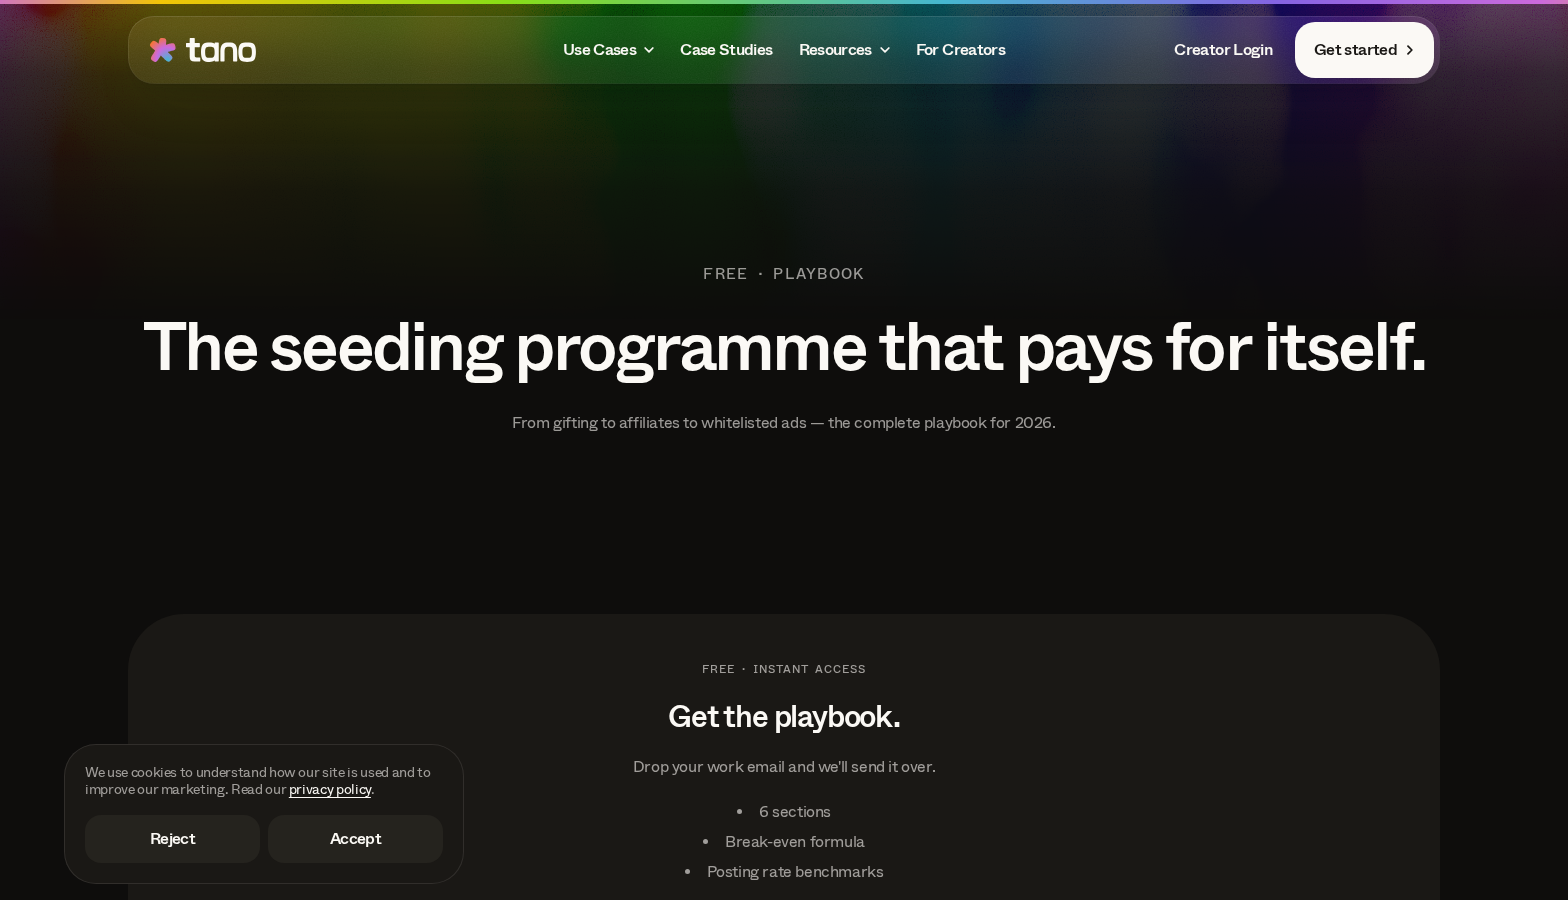 tano
Use Cases
Case Studies
Resources
For Creators
Creator Login
Get started
FREE · PLAYBOOK
The seeding programme that pays for itself.
From gifting to affiliates to whitelisted ads — the complete playbook for 2026.
FREE · INSTANT ACCESS
Get the playbook.
Drop your work email and we'll send it over.
• 6 sections
• Break-even formula
• Posting rate benchmarks
We use cookies to understand how our site is used and to
improve our marketing. Read our privacy policy.
Reject
Accept